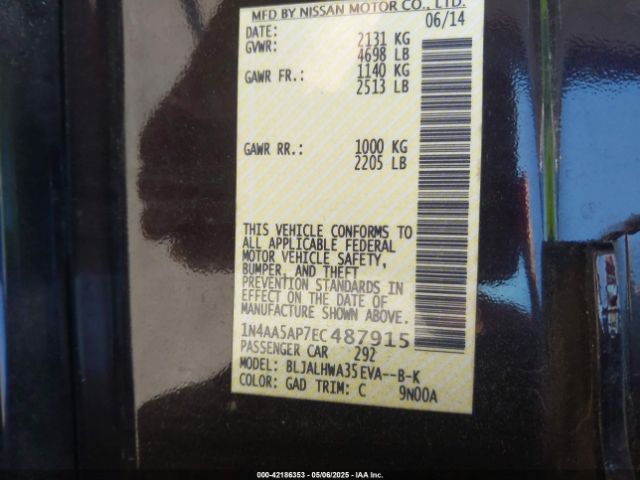 MFD BY NISSAN MOTOR CO., LTD.
DATE: 06/14
GVWR: 2131 KG
4698 LB
GAWR FR.: 1140 KG
2513 LB
GAWR RR.: 1000 KG
2205 LB
THIS VEHICLE CONFORMS TO
ALL APPLICABLE FEDERAL
MOTOR VEHICLE SAFETY,
BUMPER, AND THEFT
PREVENTION STANDARDS IN
EFFECT ON THE DATE OF
MANUFACTURE SHOWN ABOVE.
1N4AA5AP7EC487915
PASSENGER CAR 292
MODEL: BLJALHWA35EVA--B-K
COLOR: GAD TRIM: C 9N00A
000-42186353 - 05/06/2025 - IAA Inc.